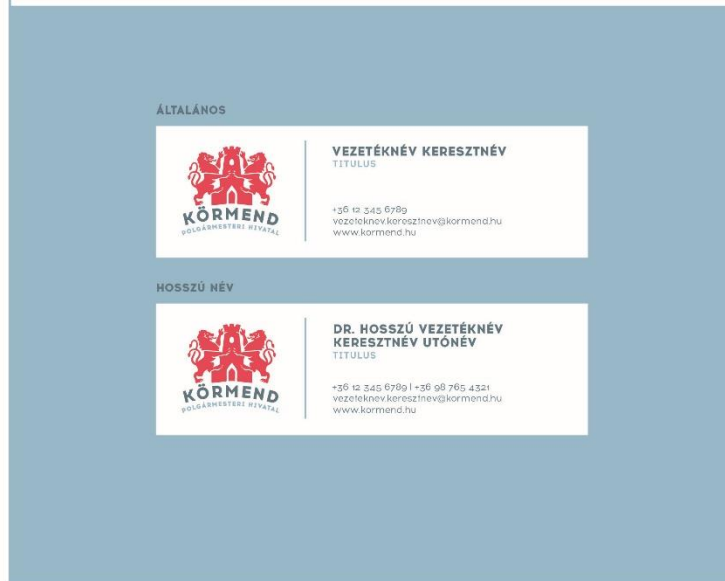 ÁLTALÁNOS
KÖRMEND
POLGÁRMESTERI HIVATAL
VEZETÉKNÉV KERESZTNÉV
TITULUS
+36 12 345 6789
vezeteknev.keresztnev@kormend.hu
www.kormend.hu
HOSSZÚ NÉV
KÖRMEND
POLGÁRMESTERI HIVATAL
DR. HOSSZÚ VEZETÉKNÉV
KERESZTNÉV UTÓNÉV
TITULUS
+36 12 345 6789 | +36 98 765 4321
vezeteknev.keresztnev@kormend.hu
www.kormend.hu